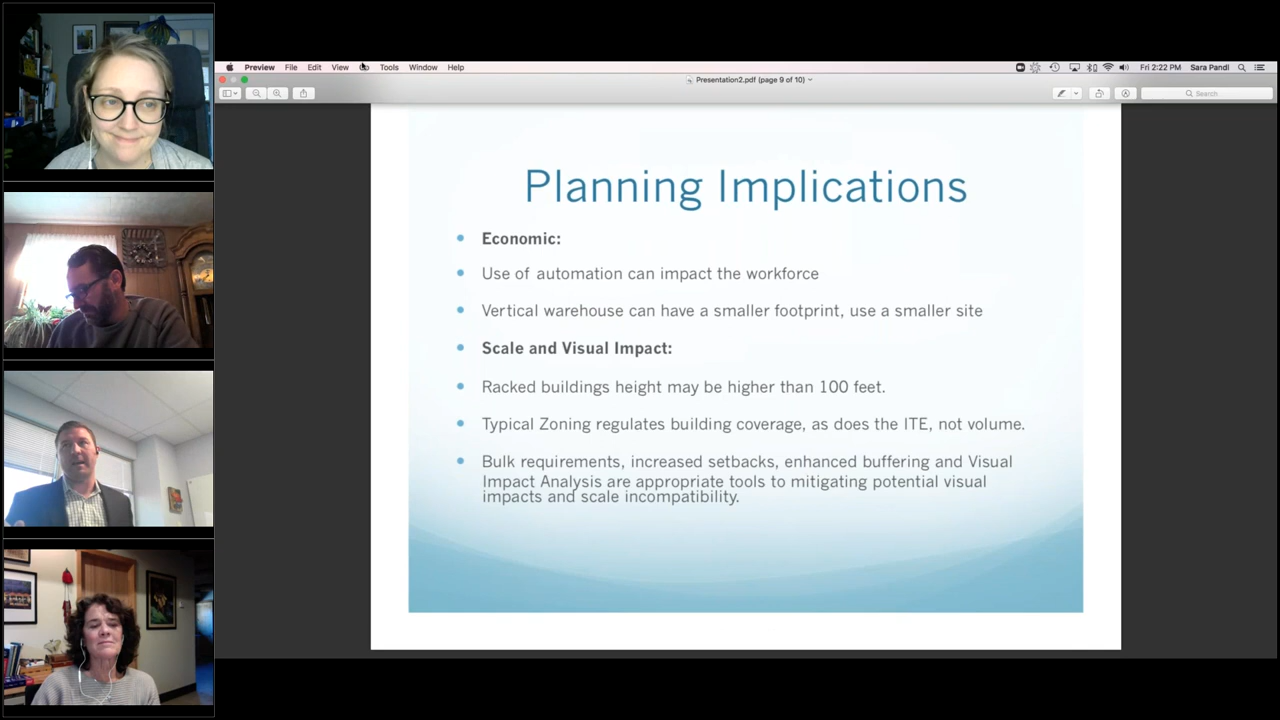 Preview File Edit View Go Tools Window Help Fri 2:22 PM Sara Pandl
Presentation2.pdf (page 9 of 10)
Search
Planning Implications
Economic:
Use of automation can impact the workforce
Vertical warehouse can have a smaller footprint, use a smaller site
Scale and Visual Impact:
Racked buildings height may be higher than 100 feet.
Typical Zoning regulates building coverage, as does the ITE, not volume.
Bulk requirements, increased setbacks, enhanced buffering and Visual
Impact Analysis are appropriate tools to mitigating potential visual
impacts and scale incompatibility.